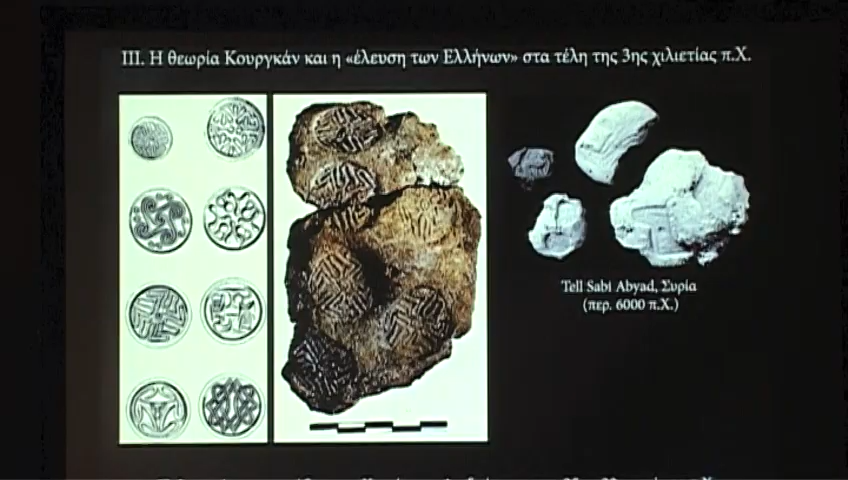 III. Η θεωρία Κουργκάν και η «έλευση των Ελλήνων» στα τέλη της 3ης χιλιετίας π.Χ.
Tell Sabi Abyad, Συρία
(περ. 6000 π.Χ.)